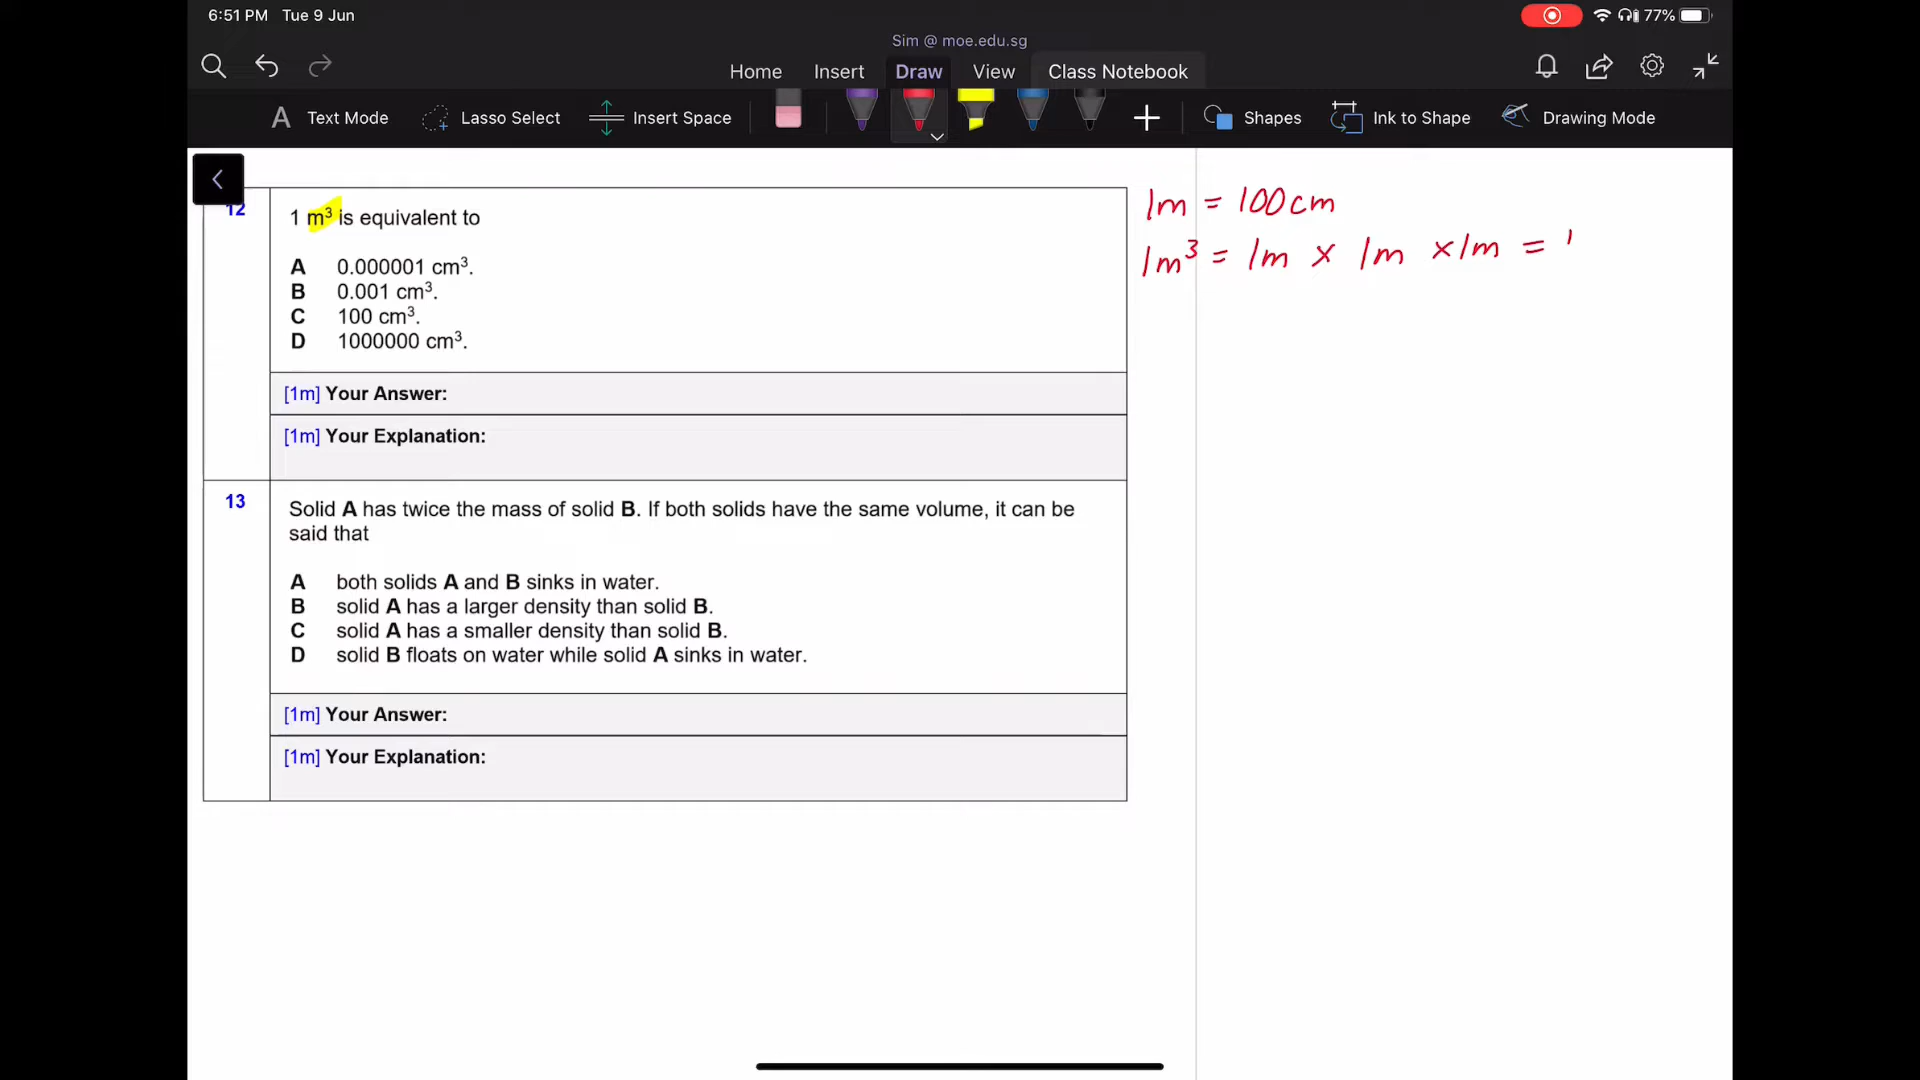 6:51 PM Tue 9 Jun
77%
Sim @ moe.edu.sg
Home Insert Draw View Class Notebook
A Text Mode Lasso Select Insert Space Shapes Ink to Shape Drawing Mode
12 1 m³ is equivalent to
A 0.000001 cm³.
B 0.001 cm³.
C 100 cm³.
D 1000000 cm³.
[1m] Your Answer:
[1m] Your Explanation:
13 Solid A has twice the mass of solid B. If both solids have the same volume, it can be
said that
A both solids A and B sinks in water.
B solid A has a larger density than solid B.
C solid A has a smaller density than solid B.
D solid B floats on water while solid A sinks in water.
[1m] Your Answer:
[1m] Your Explanation:
1m = 100cm
1m³ = 1m × 1m × 1m =